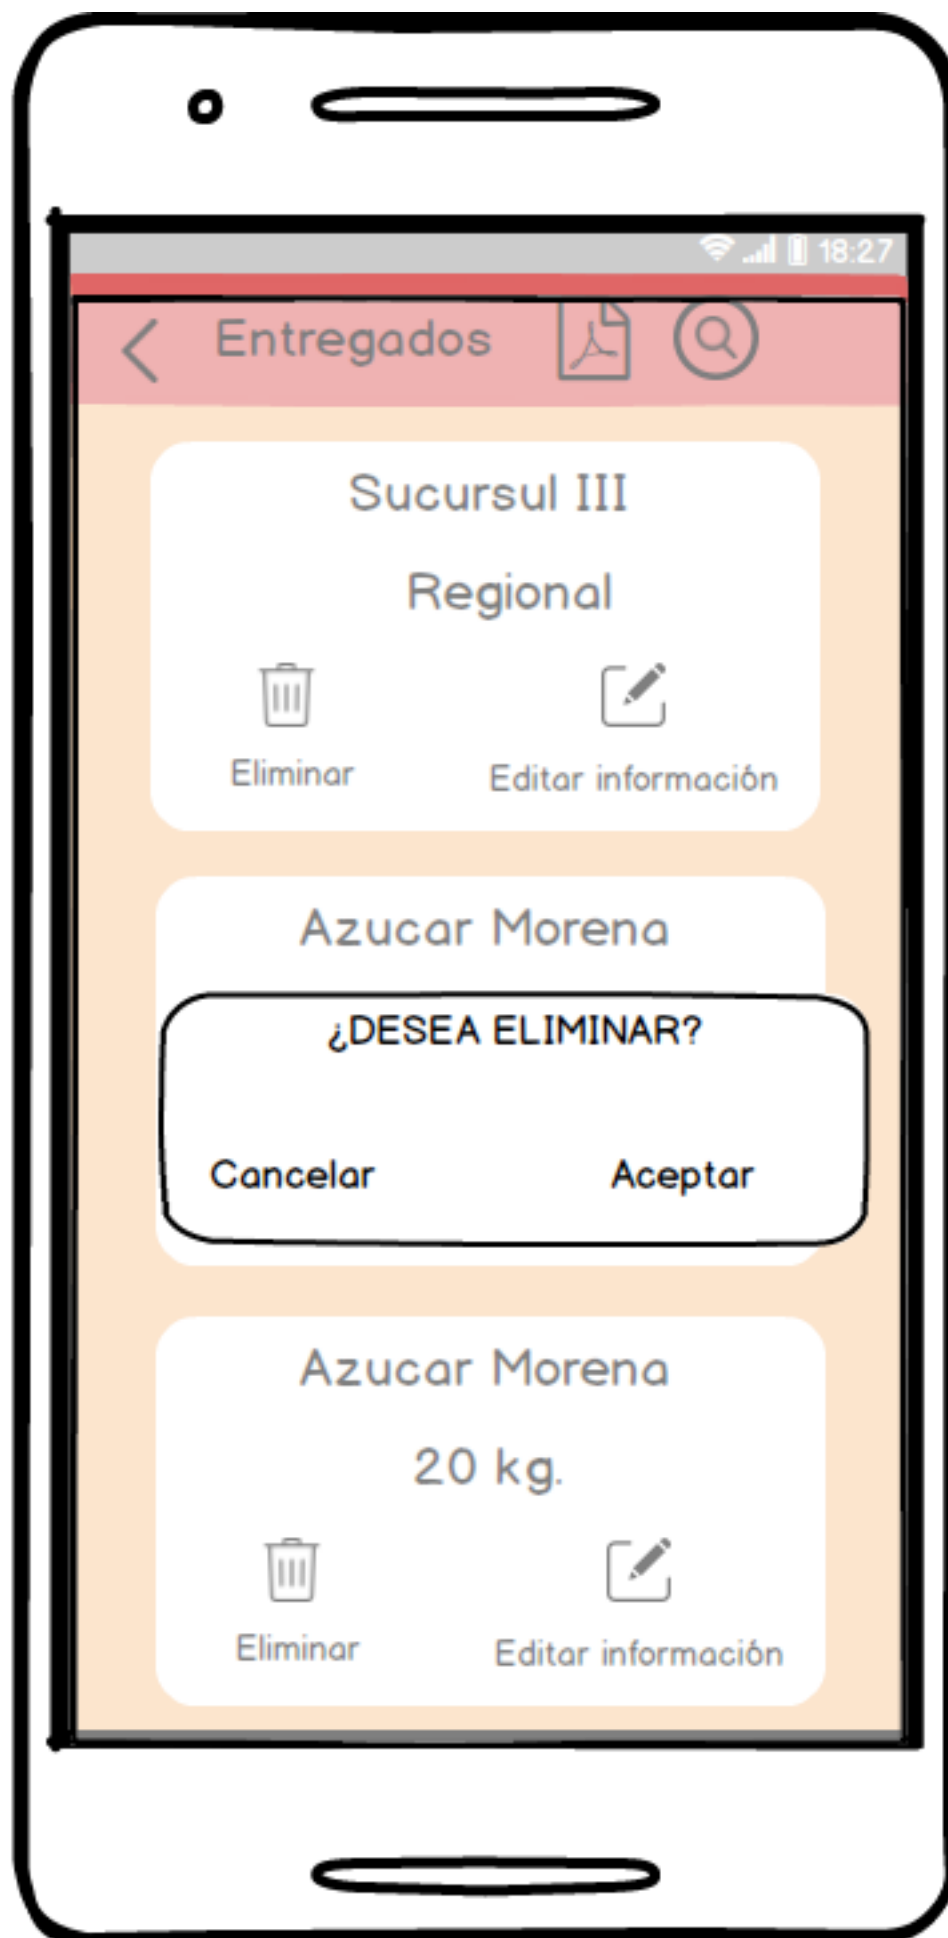 18:27
Entregados
Sucursul III
Regional
Eliminar Editar información
Azucar Morena
¿DESEA ELIMINAR?
Cancelar Aceptar
Azucar Morena
20 kg.
Eliminar Editar información